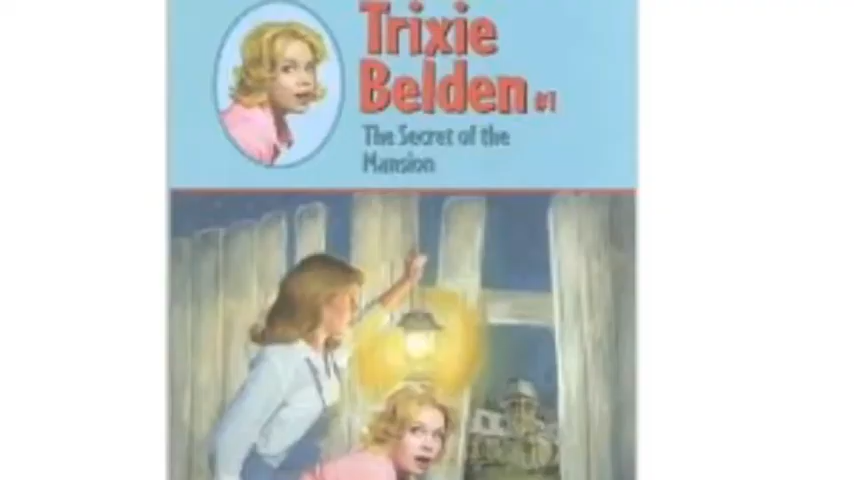 Trixie
Belden #1
The Secret of the
Mansion